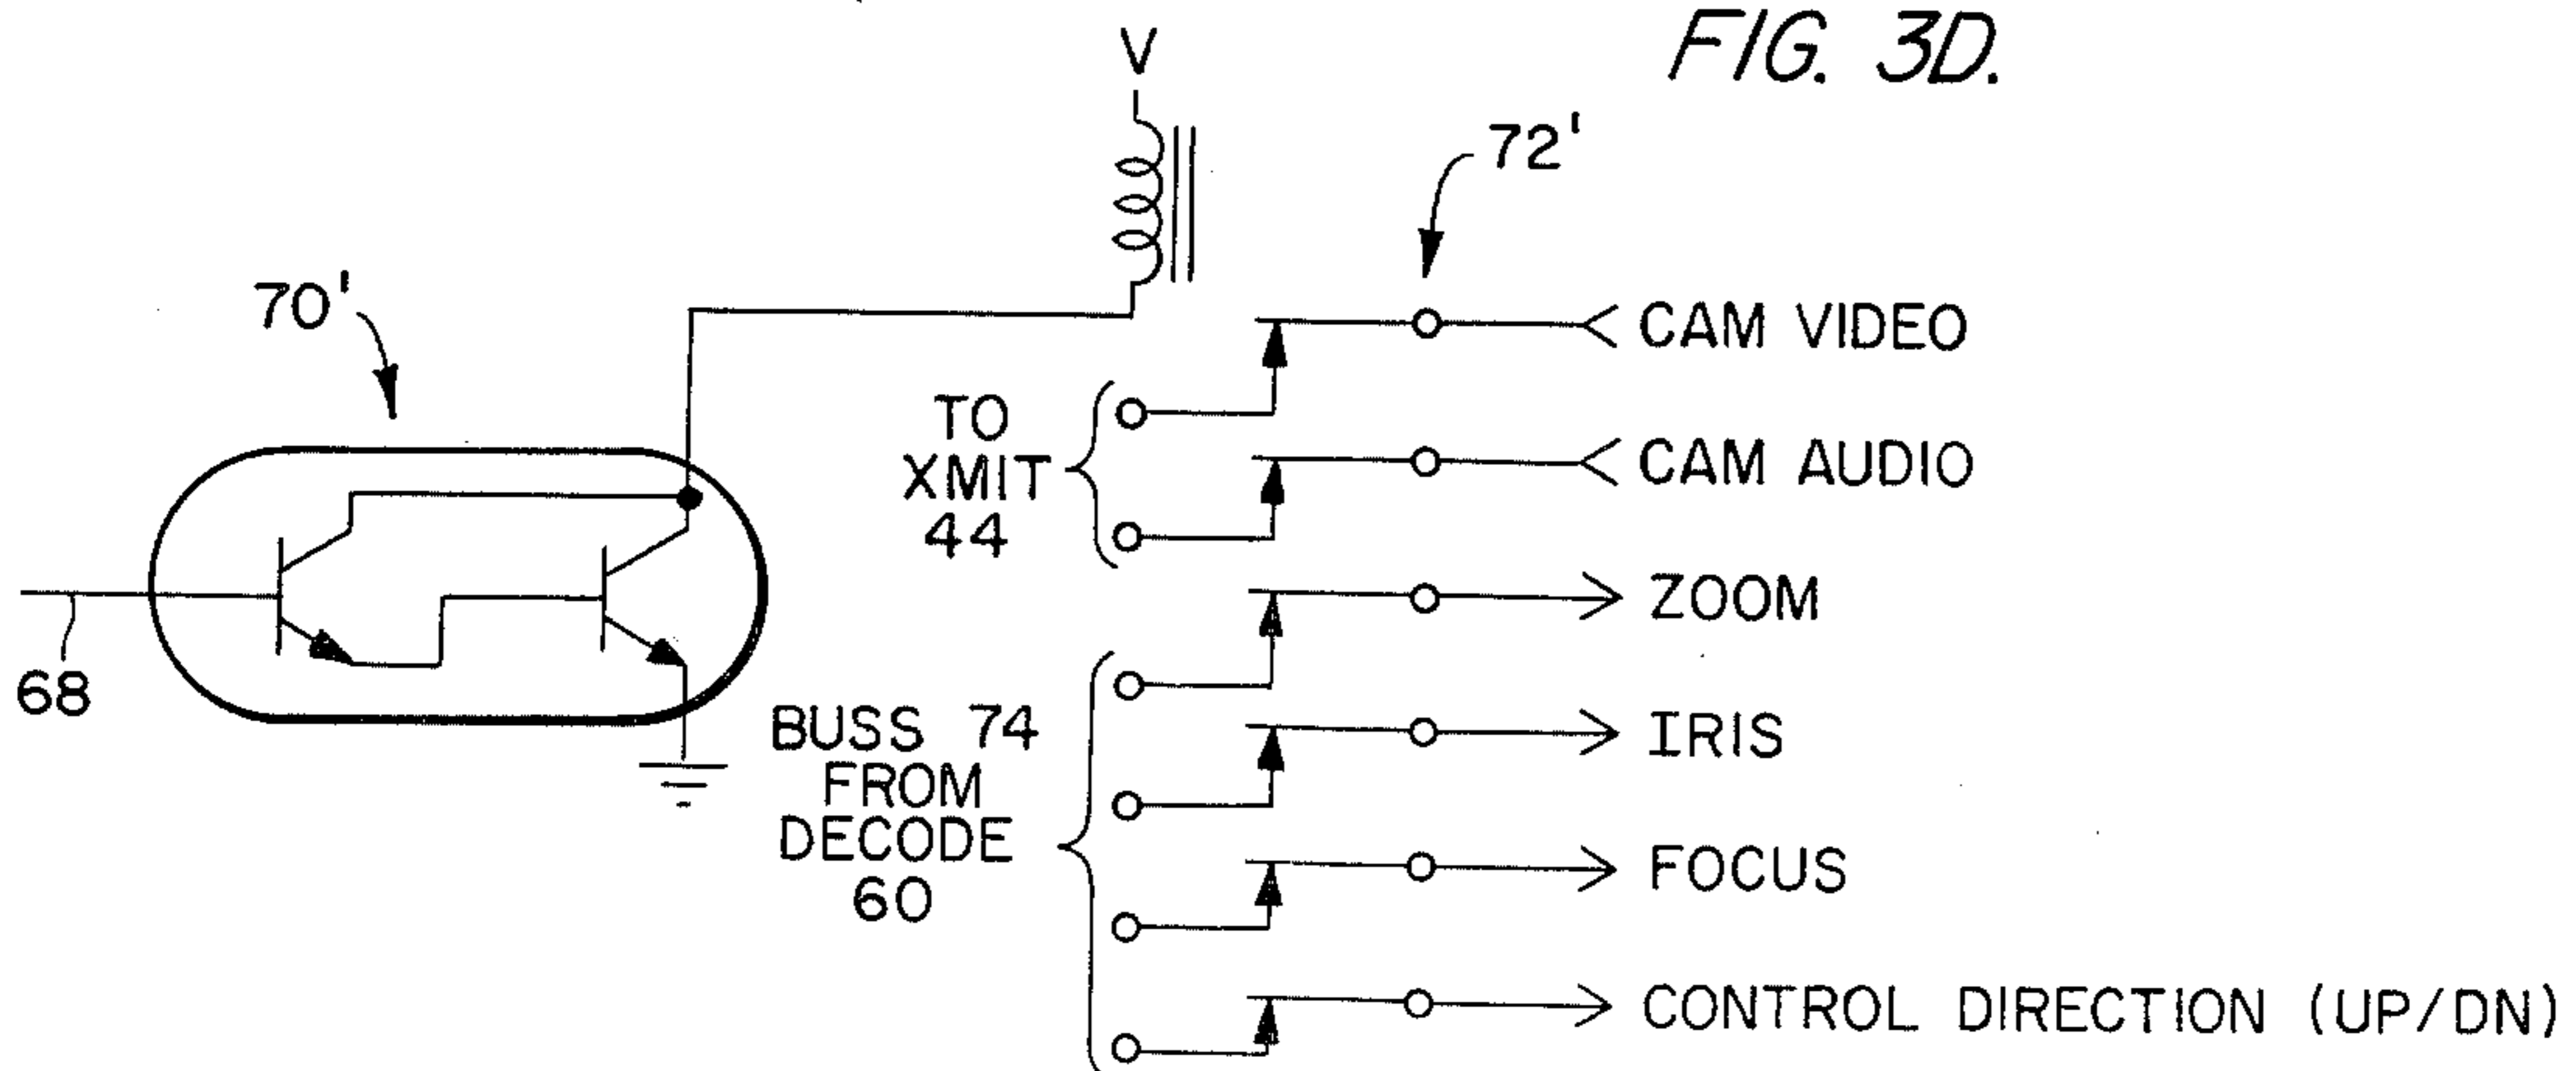 FIG. 3D.
V
72'
70'
CAM VIDEO
TO
XMIT
44
CAM AUDIO
ZOOM
68
BUSS 74
FROM
DECODE
60
IRIS
FOCUS
CONTROL DIRECTION (UP/DN)